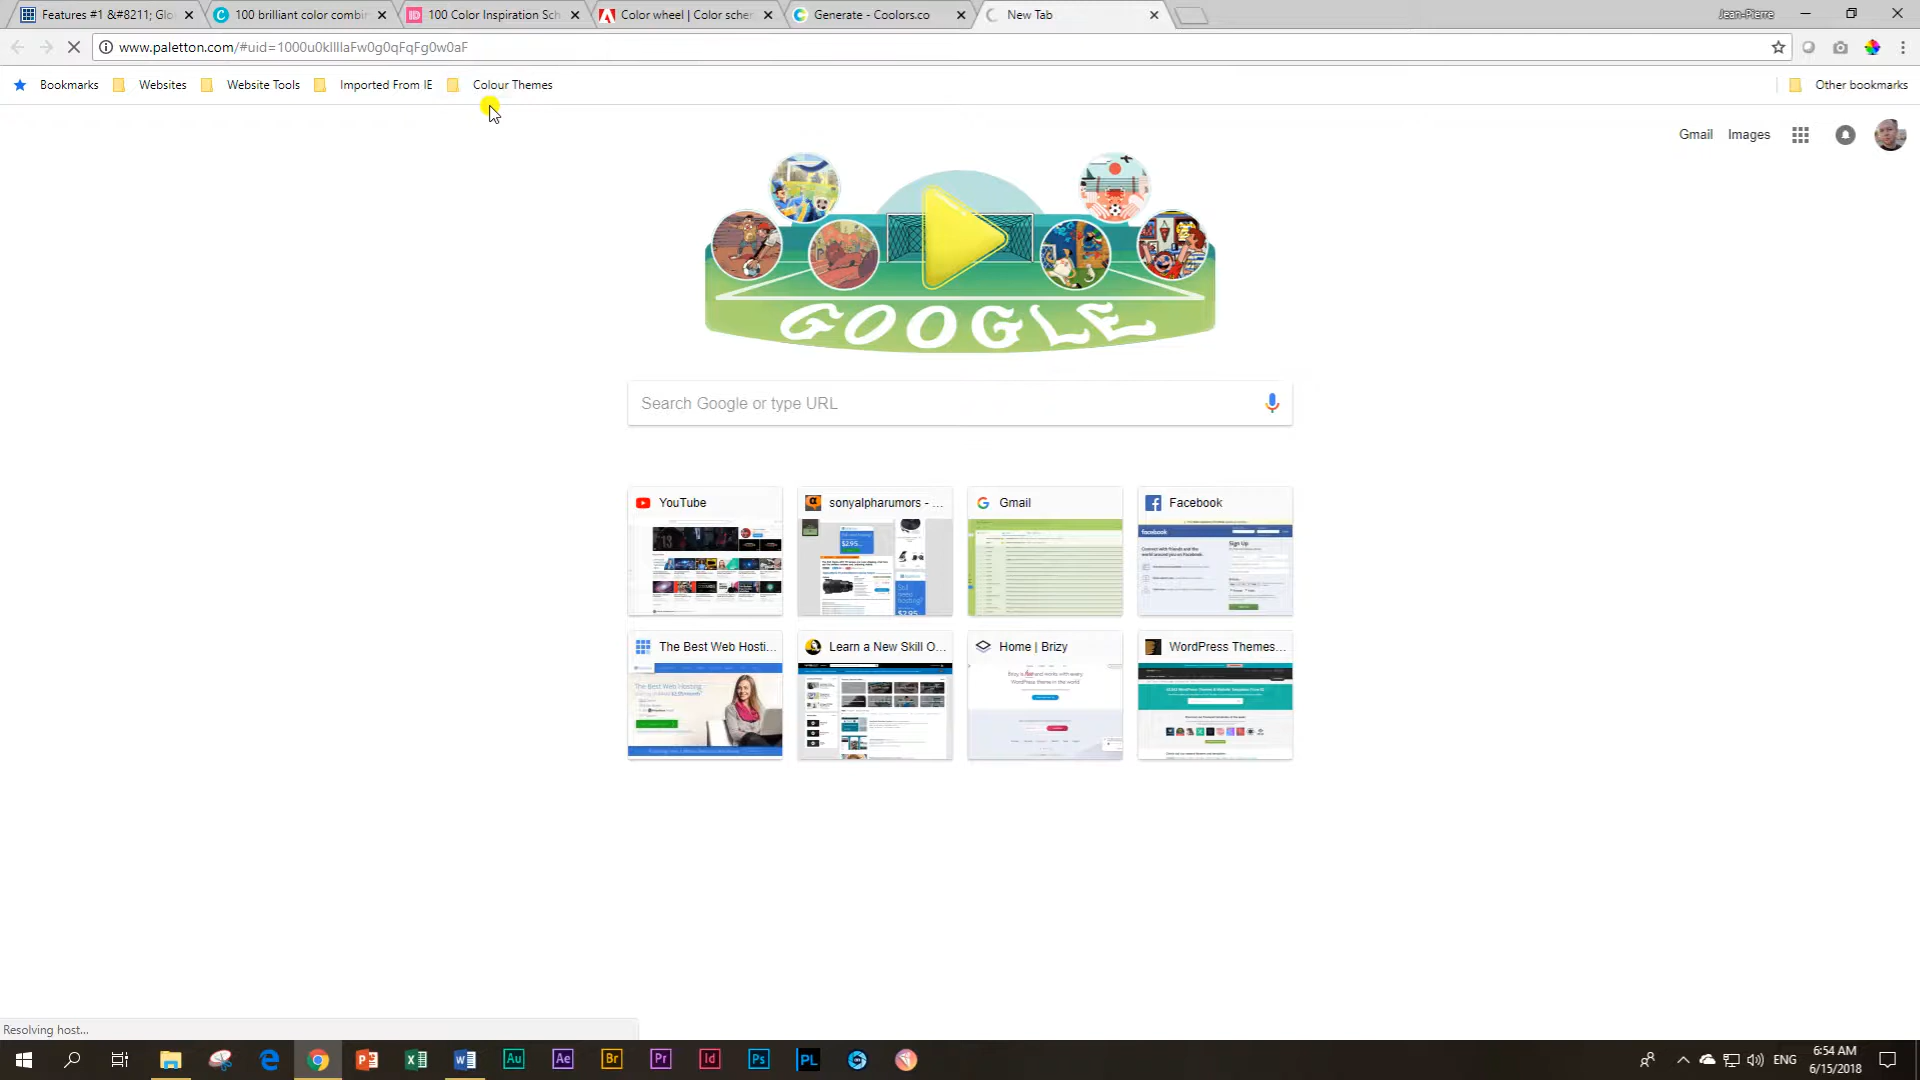 Features #1 &#8211; Glo
100 brilliant color combin
100 Color Inspiration Sch
Color wheel | Color schem
Generate - Coolors.co
New Tab
Jean-Pierre
www.paletton.com/#uid=1000u0kllllaFw0g0qFqFg0w0aF
Bookmarks
Websites
Website Tools
Imported From IE
Colour Themes
Other bookmarks
Gmail
Images
GOOGLE
Search Google or type URL
YouTube
sonyalpharumors - ...
Gmail
Facebook
The Best Web Hosti...
Learn a New Skill O...
Home | Brizy
WordPress Themes...
Resolving host...
ENG
6:54 AM
6/15/2018